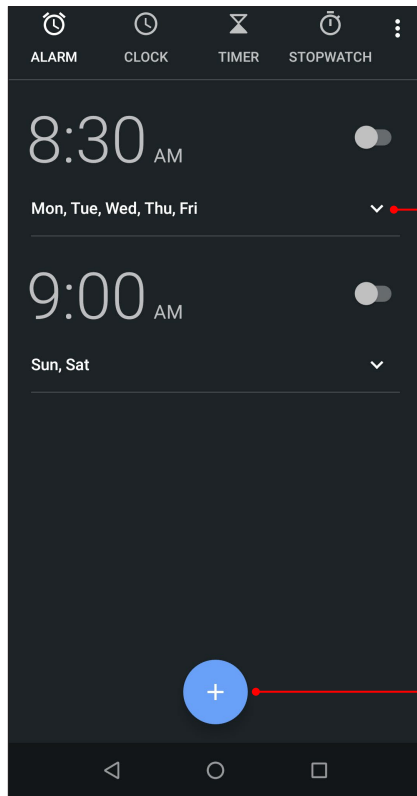 ALARM CLOCK TIMER STOPWATCH
8:30 AM
Mon, Tue, Wed, Thu, Fri
9:00 AM
Sun, Sat